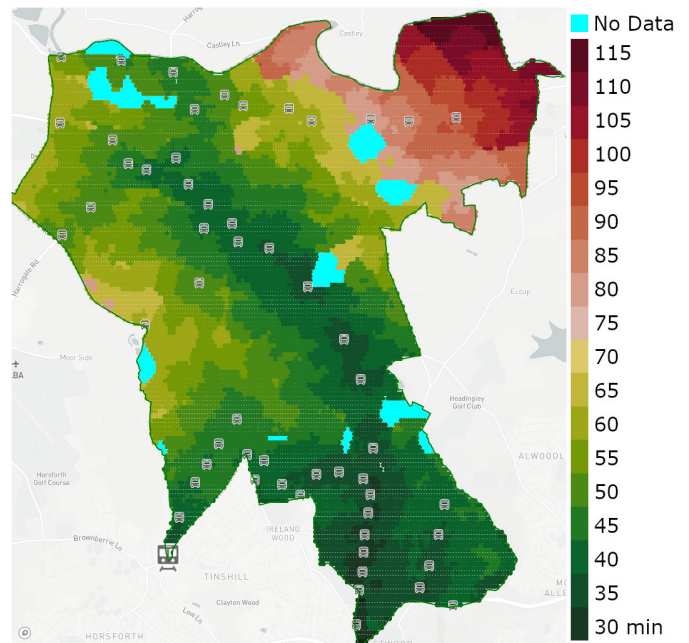 Castley Ln
Castley
Harrogate Rd
Moor Side
LBA
Eccup
Headingley
Golf Club
ALWOODL
Horsforth
Golf Course
Brownberrie Ln
IRELAND
WOOD
TINSHILL
Clayton Wood
Low Ln
HORSFORTH
No Data
115
110
105
100
95
90
85
80
75
70
65
60
55
50
45
40
35
30 min